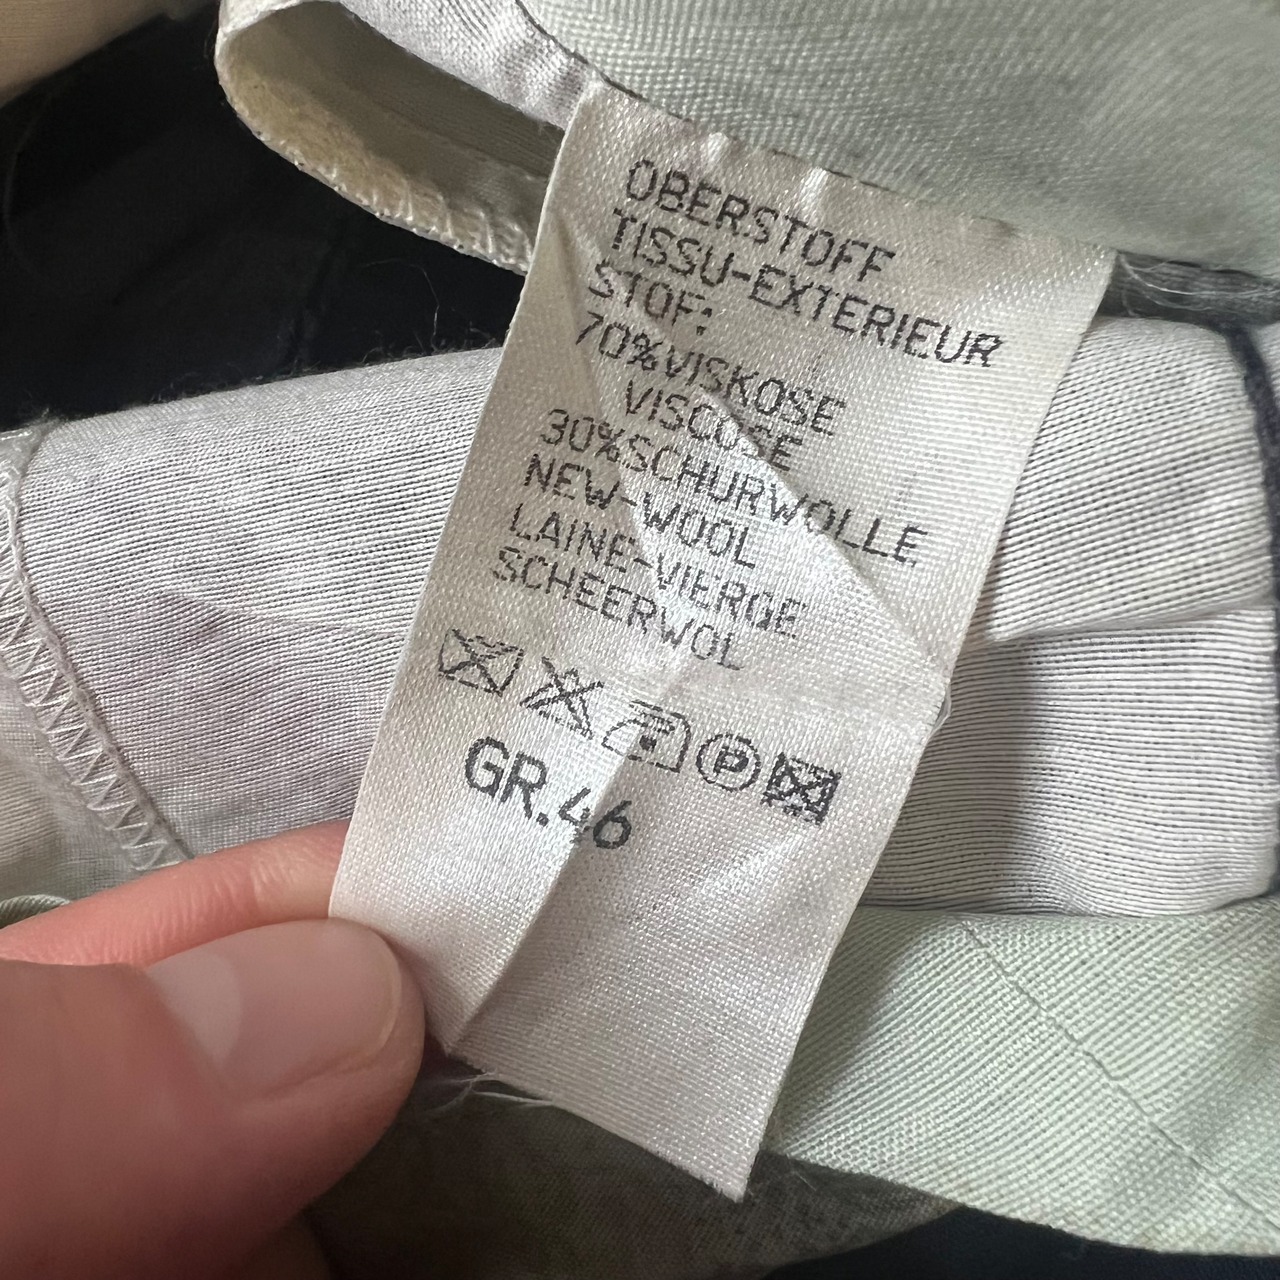 OBERSTOFF
TISSU-EXTERIEUR
STOF:
70%VISKOSE
VISCOSE
30%SCHURWOLLE
NEW-WOOL
LAINE-VIERGE
SCHEERWOL
P
GR.46